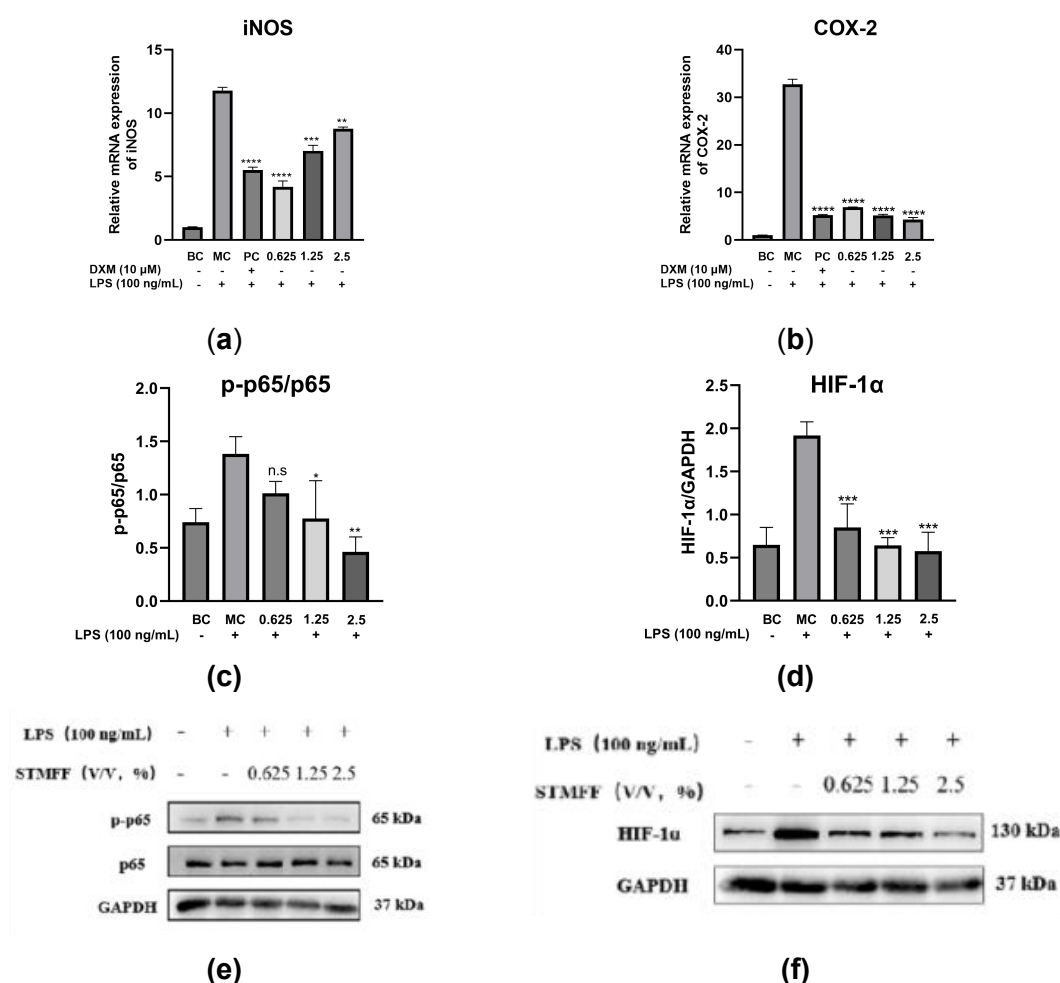 iNOS
Relative mRNA expression
of iNOS
15
10
5
0
****
****
***
**
BC MC PC 0.625 1.25 2.5
DXM (10 μM) - - + - - -
LPS (100 ng/mL) - + + + + +
(a)
COX-2
Relative mRNA expression
of COX-2
40
30
20
10
0
****
****
****
****
BC MC PC 0.625 1.25 2.5
DXM (10 μM) - - + - - -
LPS (100 ng/mL) - + + + + +
(b)
p-p65/p65
p-p65/p65
2.0
1.5
1.0
0.5
0.0
n.s
*
**
BC MC 0.625 1.25 2.5
LPS (100 ng/mL) - + + + +
(c)
HIF-1α
HIF-1α/GAPDH
2.5
2.0
1.5
1.0
0.5
0.0
***
***
***
BC MC 0.625 1.25 2.5
LPS (100 ng/mL) - + + + +
(d)
LPS (100 ng/mL) - + + + +
STMFF (V/V, %) - - 0.625 1.25 2.5
p-p65 65 kDa
p65 65 kDa
GAPDH 37 kDa
(e)
LPS (100 ng/mL) - + + + +
STMFF (V/V, %) - - 0.625 1.25 2.5
HIF-1α 130 kDa
GAPDH 37 kDa
(f)